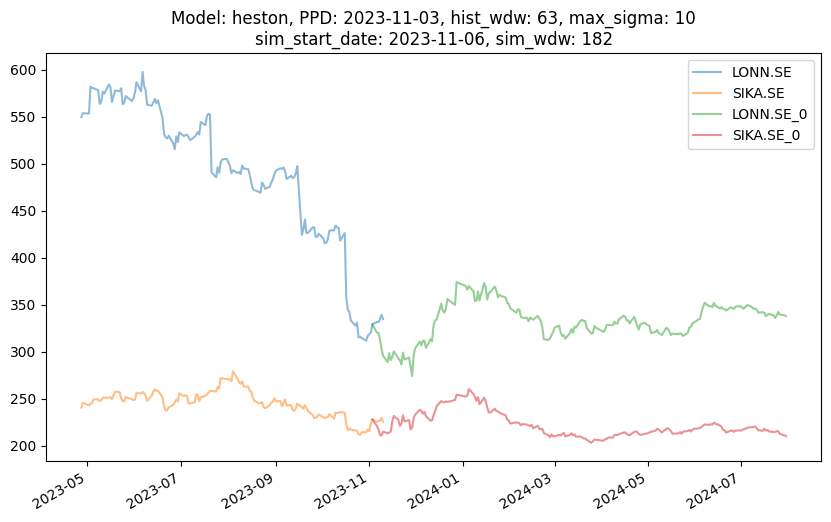 Model: heston, PPD: 2023-11-03, hist_wdw: 63, max_sigma: 10
sim_start_date: 2023-11-06, sim_wdw: 182
LONN.SE
SIKA.SE
LONN.SE_0
SIKA.SE_0
600
550
500
450
400
350
300
250
200
2023-05
2023-07
2023-09
2023-11
2024-01
2024-03
2024-05
2024-07